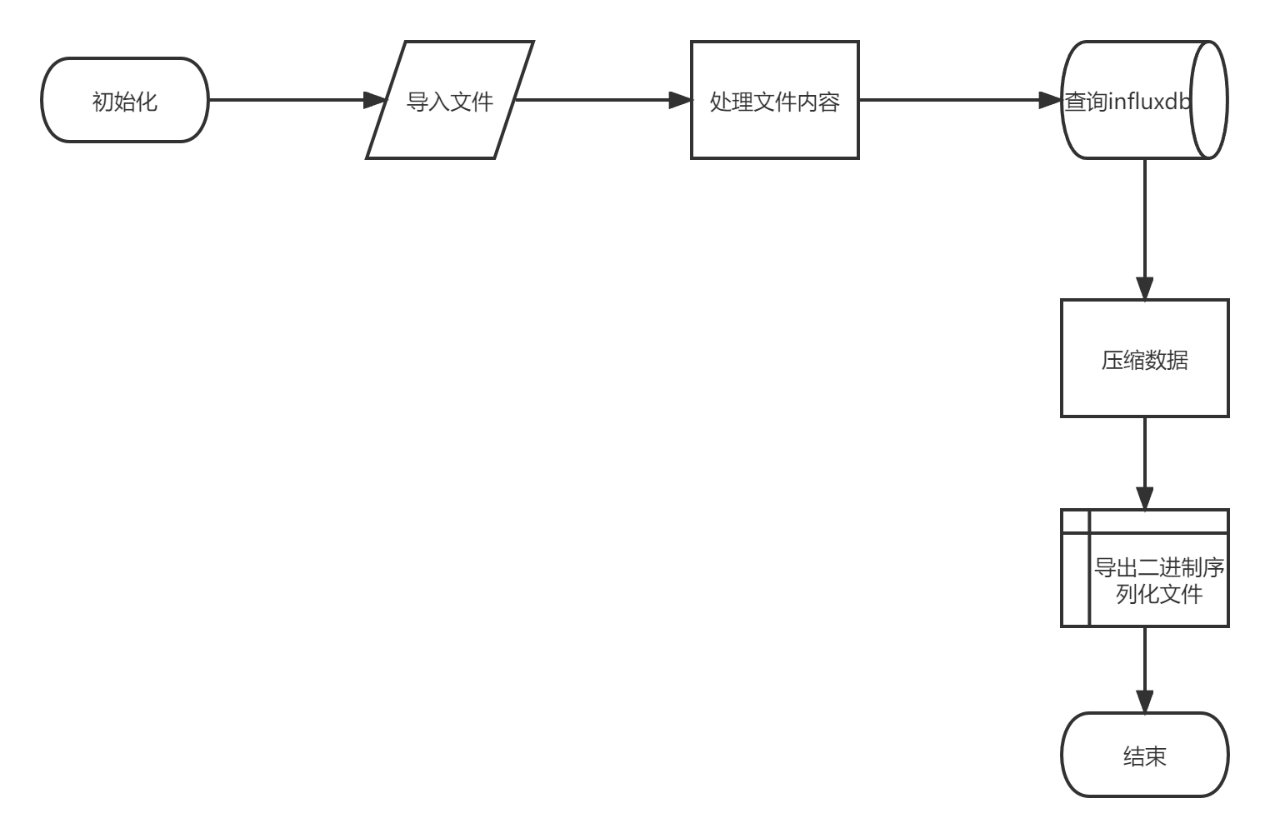 初始化
导入文件
处理文件内容
查询influxdb
压缩数据
导出二进制序
列化文件
结束